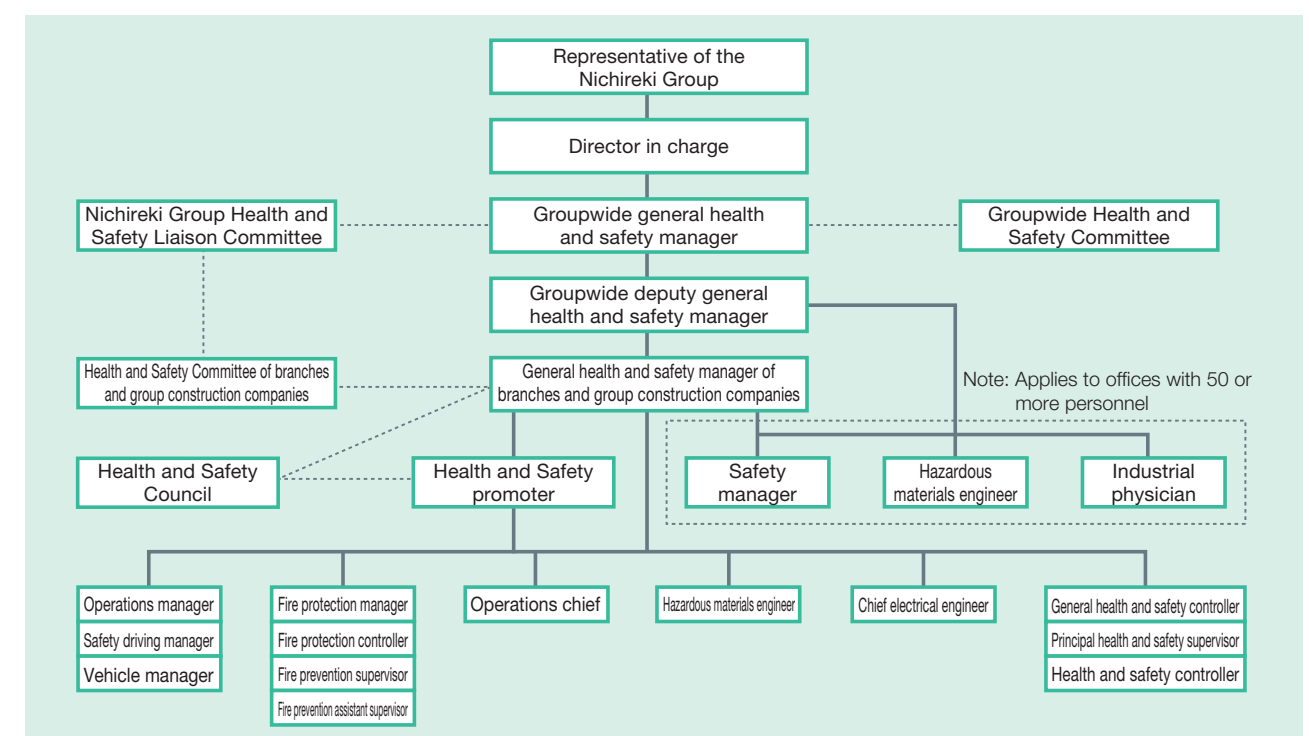 Representative of the
Nichireki Group
Director in charge
Nichireki Group Health and
Safety Liaison Committee
Groupwide general health
and safety manager
Groupwide Health and
Safety Committee
Groupwide deputy general
health and safety manager
Health and Safety Committee of branches
and group construction companies
General health and safety manager of
branches and group construction companies
Note: Applies to offices with 50 or
more personnel
Health and Safety
Council
Health and Safety
promoter
Safety
manager
Hazardous
materials engineer
Industrial
physician
Operations manager
Safety driving manager
Vehicle manager
Fire protection manager
Fire protection controller
Fire prevention supervisor
Fire prevention assistant supervisor
Operations chief
Hazardous materials engineer
Chief electrical engineer
General health and safety controller
Principal health and safety supervisor
Health and safety controller